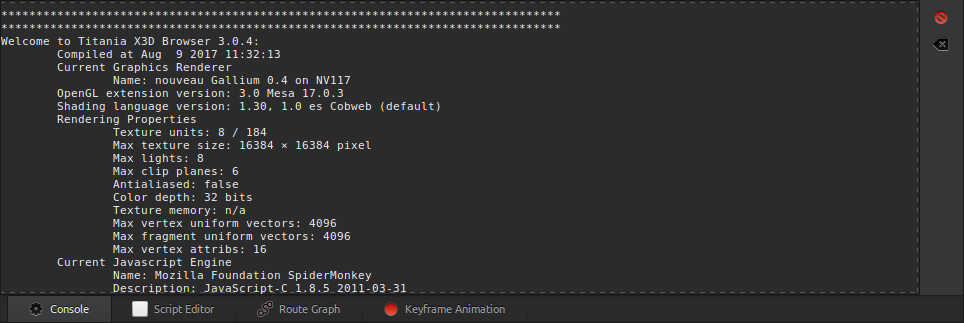 ********************************************************************************
********************************************************************************
Welcome to Titania X3D Browser 3.0.4:
Compiled at Aug  9 2017 11:32:13
Current Graphics Renderer
Name: nouveau Gallium 0.4 on NV117
OpenGL extension version: 3.0 Mesa 17.0.3
Shading language version: 1.30, 1.0 es Cobweb (default)
Rendering Properties
Texture units: 8 / 184
Max texture size: 16384 × 16384 pixel
Max lights: 8
Max clip planes: 6
Antialiased: false
Color depth: 32 bits
Texture memory: n/a
Max vertex uniform vectors: 4096
Max fragment uniform vectors: 4096
Max vertex attribs: 16
Current Javascript Engine
Name: Mozilla Foundation SpiderMonkey
Description: JavaScript-C 1.8.5 2011-03-31
Console Script Editor Route Graph Keyframe Animation